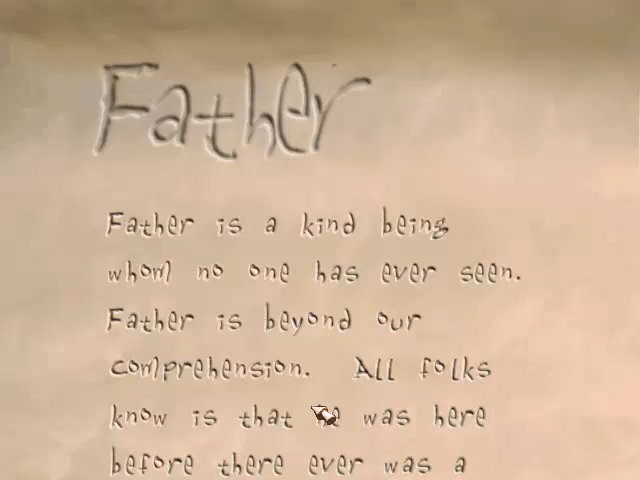 Father
Father is a kind being
whom no one has ever seen.
Father is beyond our
comprehension. All folks
know is that he was here
before there ever was a